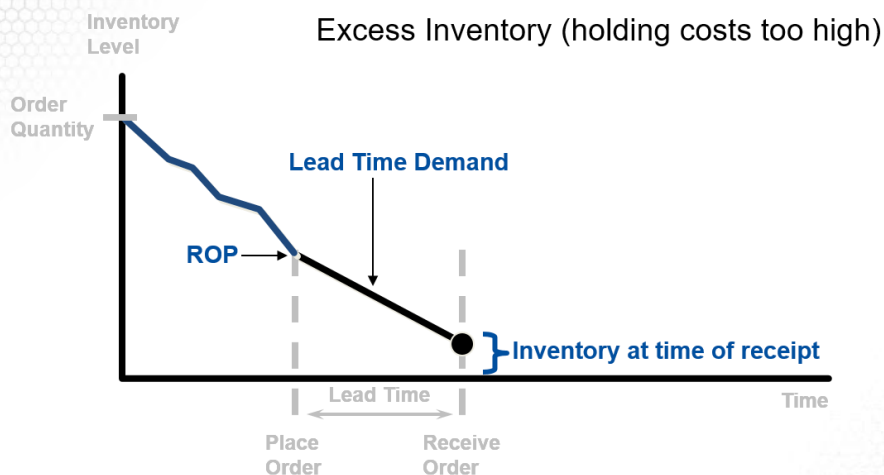 Inventory
Level
Excess Inventory (holding costs too high)
Order
Quantity
Lead Time Demand
ROP
Inventory at time of receipt
Lead Time
Time
Place
Order
Receive
Order